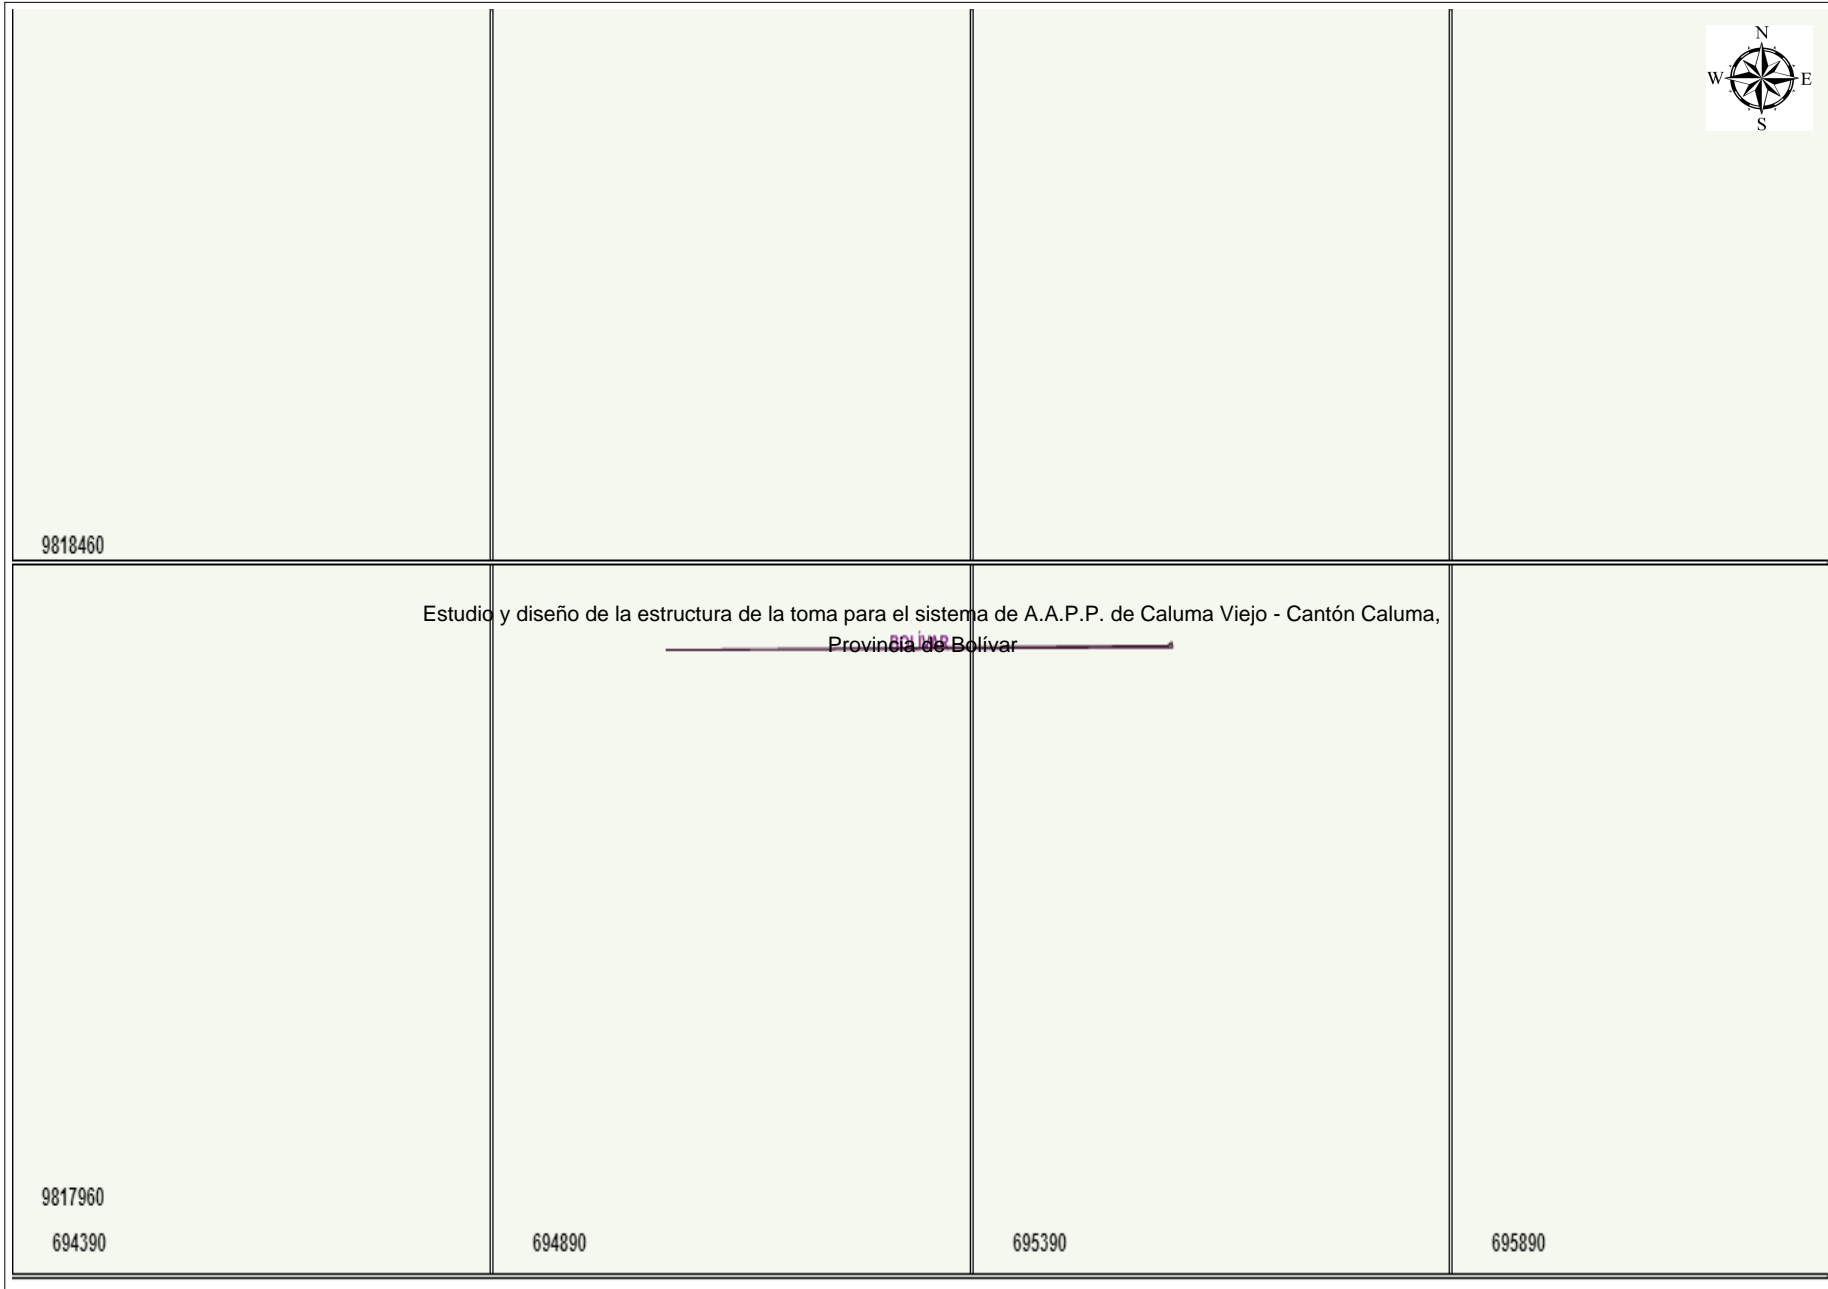 N
W E
S
9818460
Estudio y diseño de la estructura de la toma para el sistema de A.A.P.P. de Caluma Viejo - Cantón Caluma,
BOLÍVAR
Provincia de Bolívar
9817960
694390 694890 695390 695890